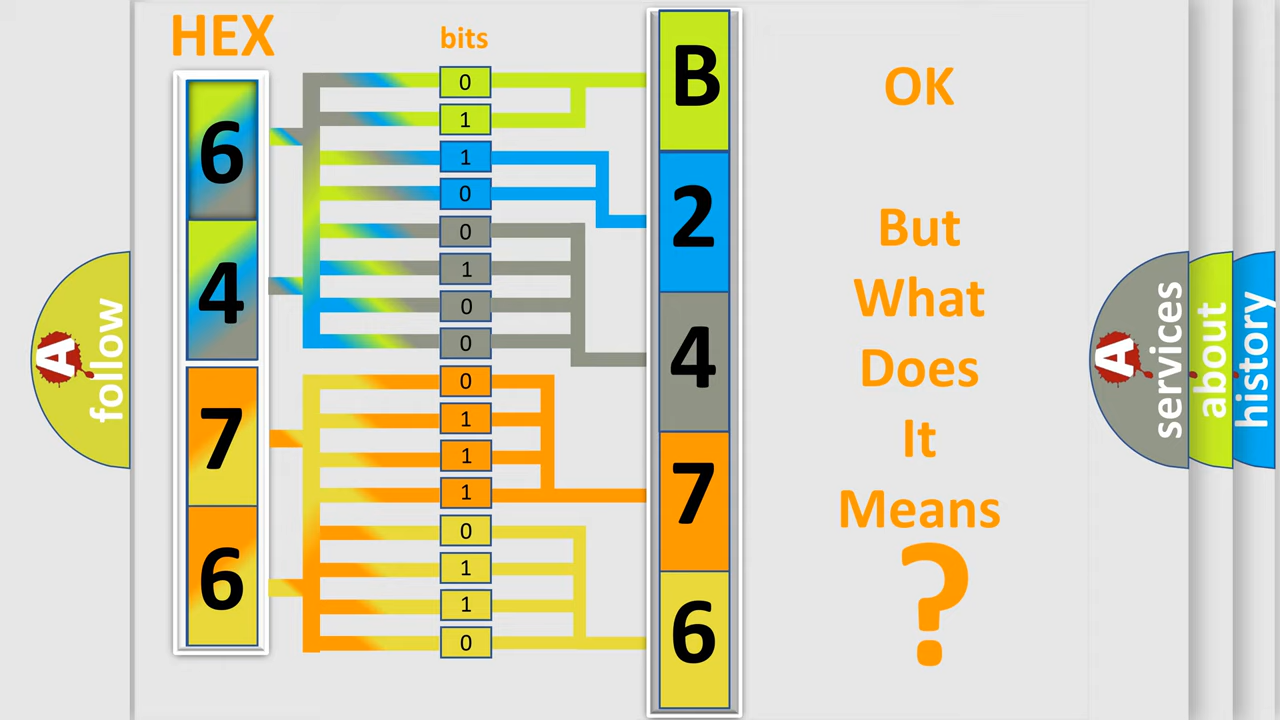 HEX
bits
6
4
7
6
0
1
1
0
0
1
0
0
0
1
1
1
0
1
1
0
B
2
4
7
6
OK
But
What
Does
It
Means
?
A
follow
A
services
about
history